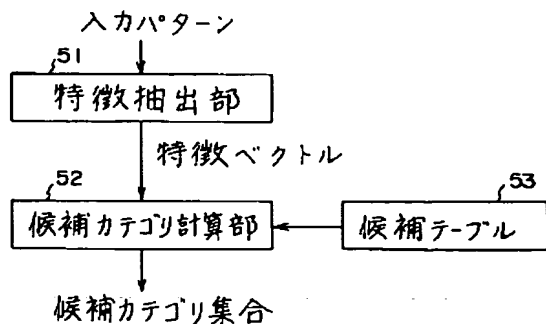 入力パターン
51
特徴抽出部
特徴ベクトル
52
候補カテゴリ計算部
53
候補テーブル
候補カテゴリ集合